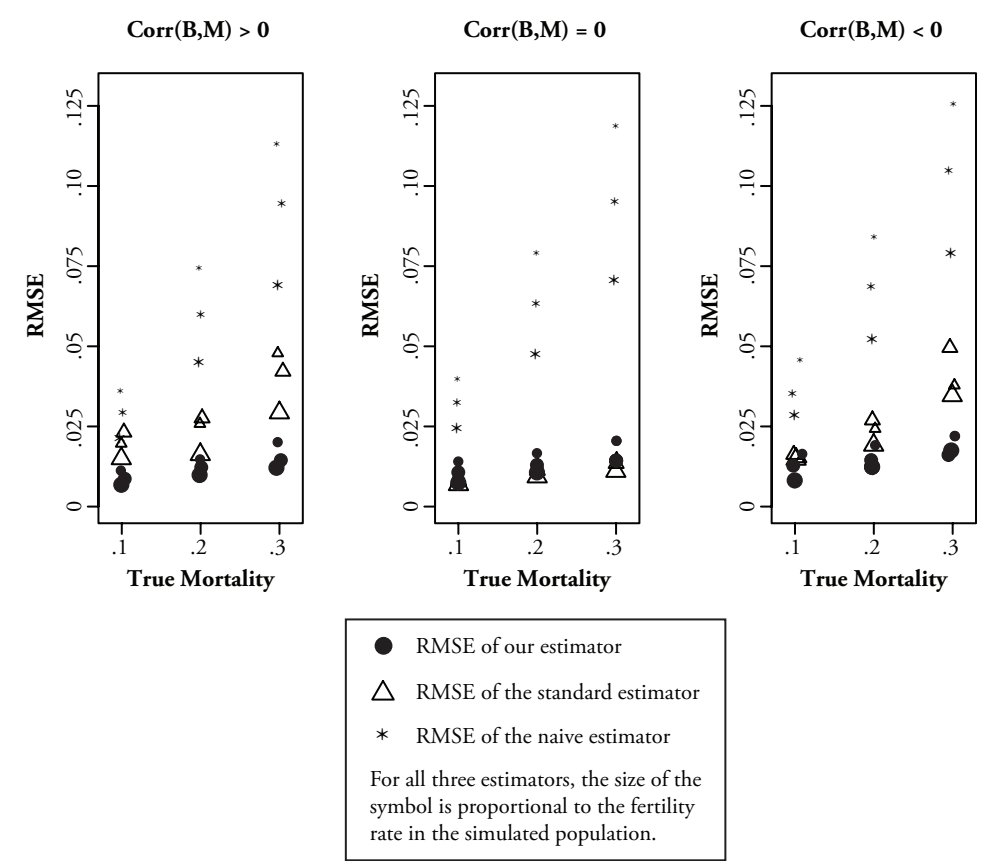 Corr(B,M) > 0
Corr(B,M) = 0
Corr(B,M) < 0
RMSE
.125
.10
.075
.05
.025
0
.1 .2 .3
True Mortality
RMSE
.125
.10
.075
.05
.025
0
.1 .2 .3
True Mortality
RMSE
.125
.10
.075
.05
.025
0
.1 .2 .3
True Mortality
RMSE of our estimator
RMSE of the standard estimator
RMSE of the naive estimator
For all three estimators, the size of the
symbol is proportional to the fertility
rate in the simulated population.